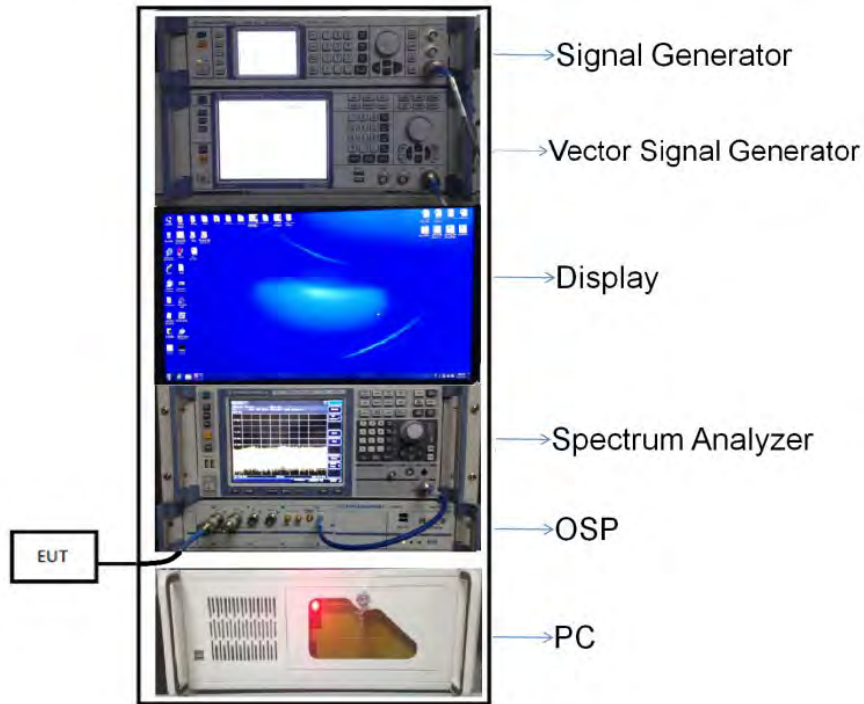 Signal Generator
Vector Signal Generator
Display
Spectrum Analyzer
OSP
EUT
PC